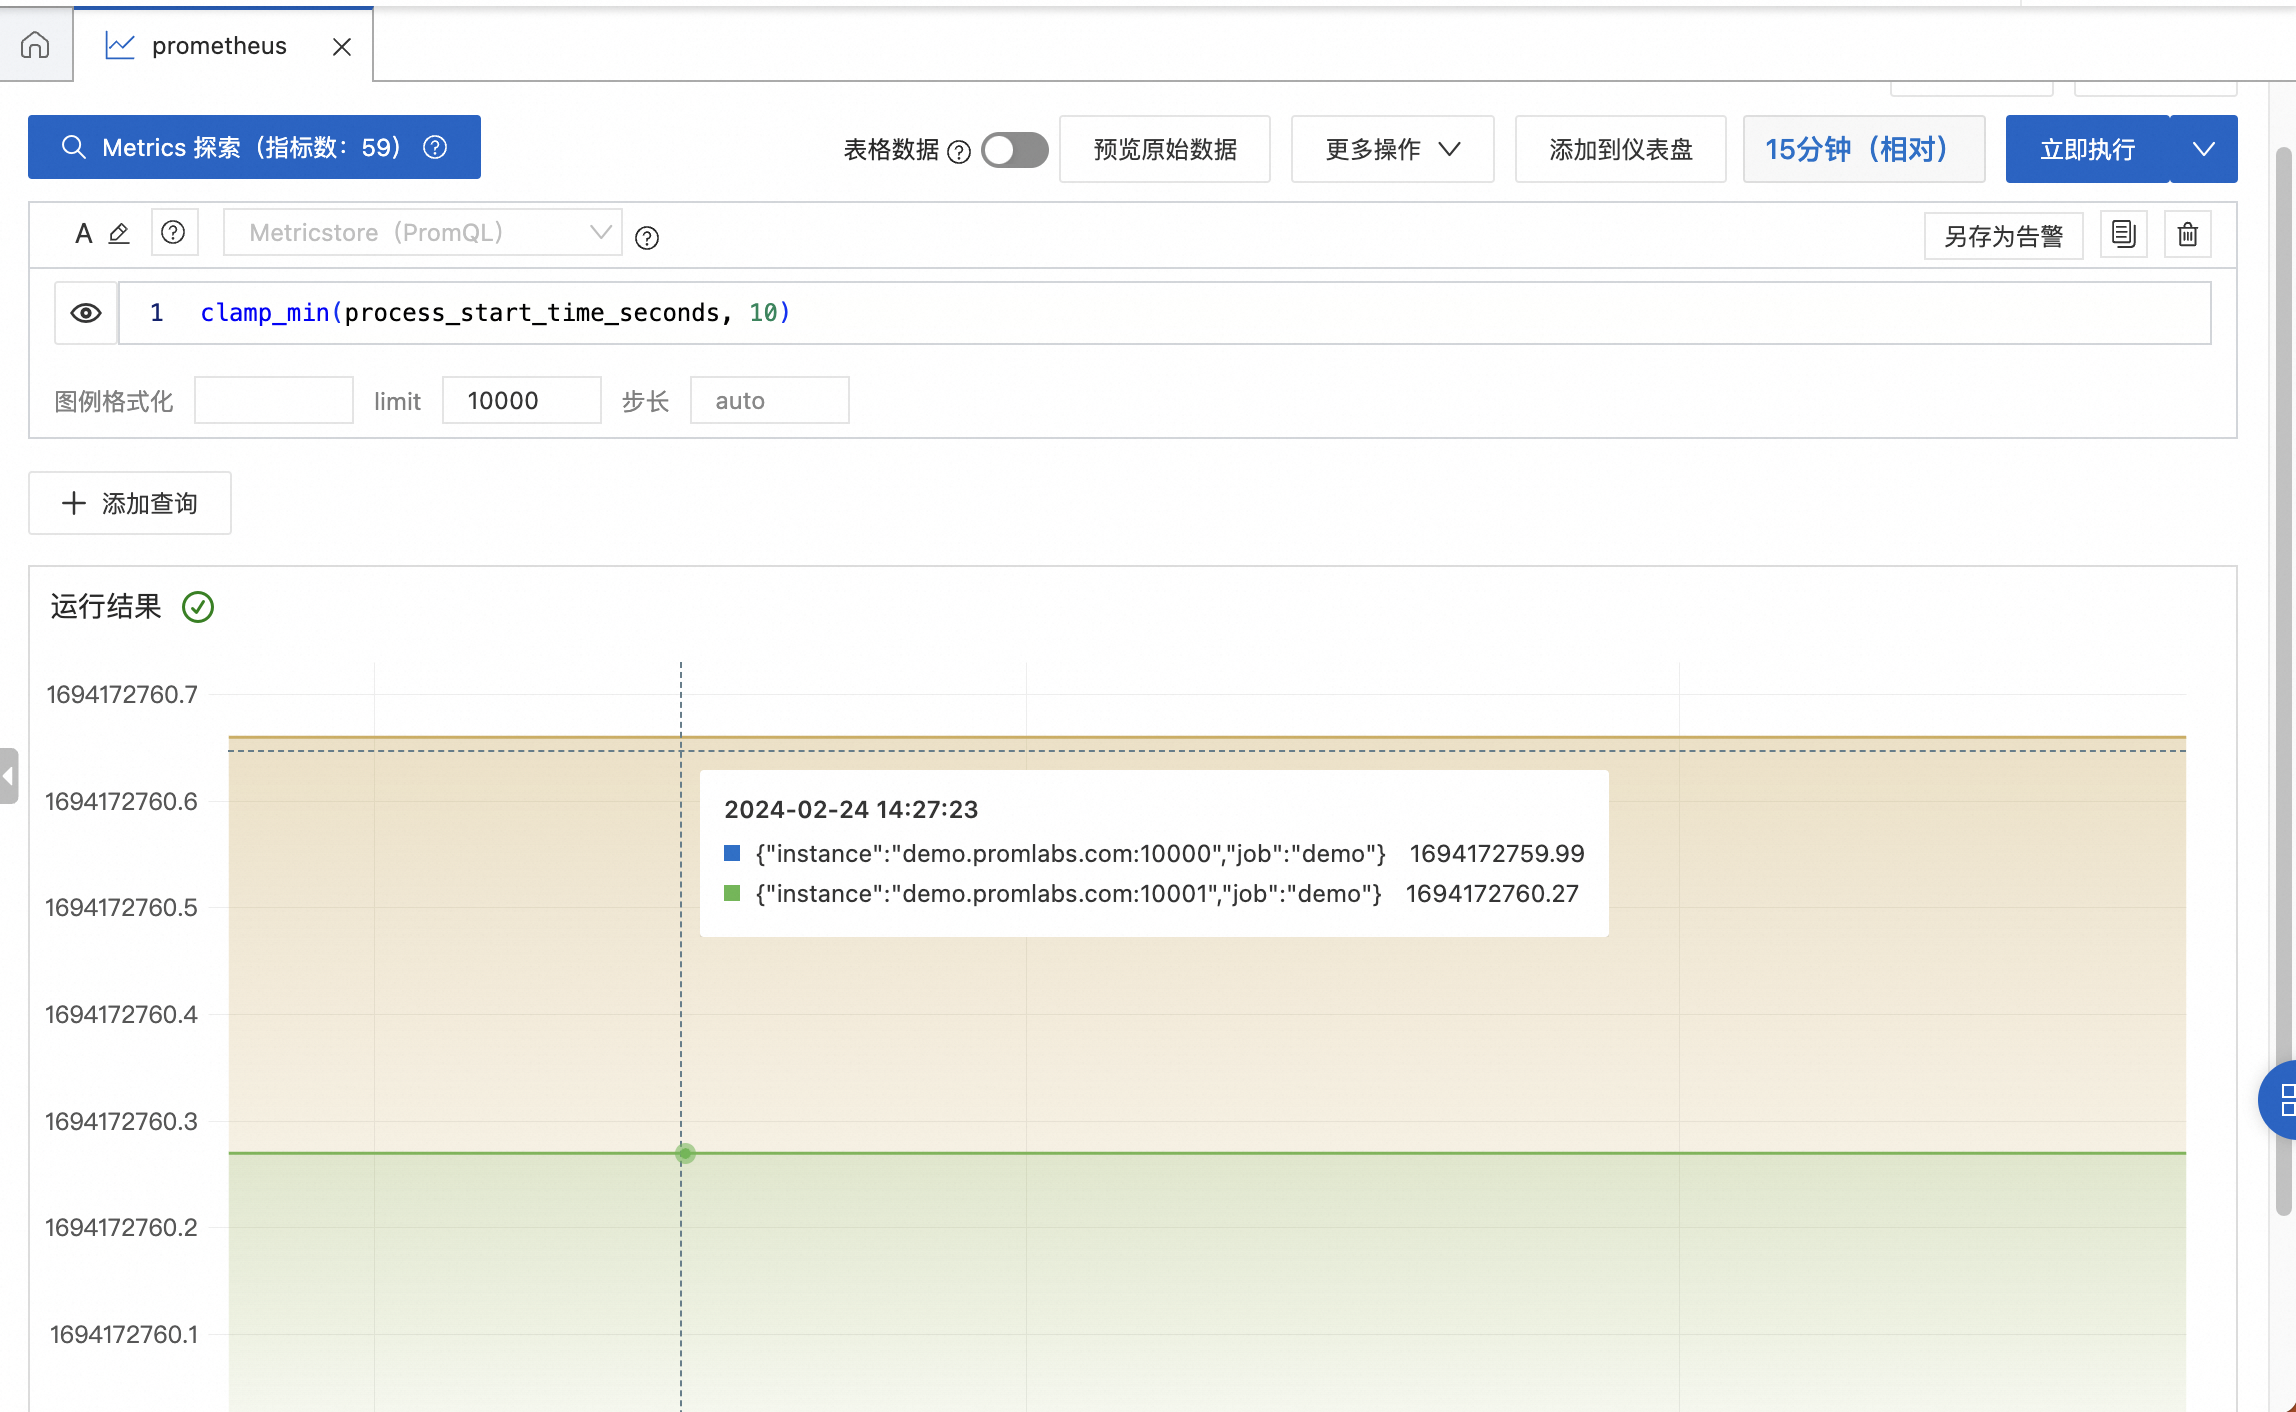 prometheus
Metrics 探索（指标数：59）
表格数据
预览原始数据
更多操作
添加到仪表盘
15分钟（相对）
立即执行
A
Metricstore（PromQL）
另存为告警
1 clamp_min(process_start_time_seconds, 10)
图例格式化
limit 10000
步长 auto
添加查询
运行结果
1694172760.7
1694172760.6
1694172760.5
1694172760.4
1694172760.3
1694172760.2
1694172760.1
2024-02-24 14:27:23
{"instance":"demo.promlabs.com:10000","job":"demo"} 1694172759.99
{"instance":"demo.promlabs.com:10001","job":"demo"} 1694172760.27